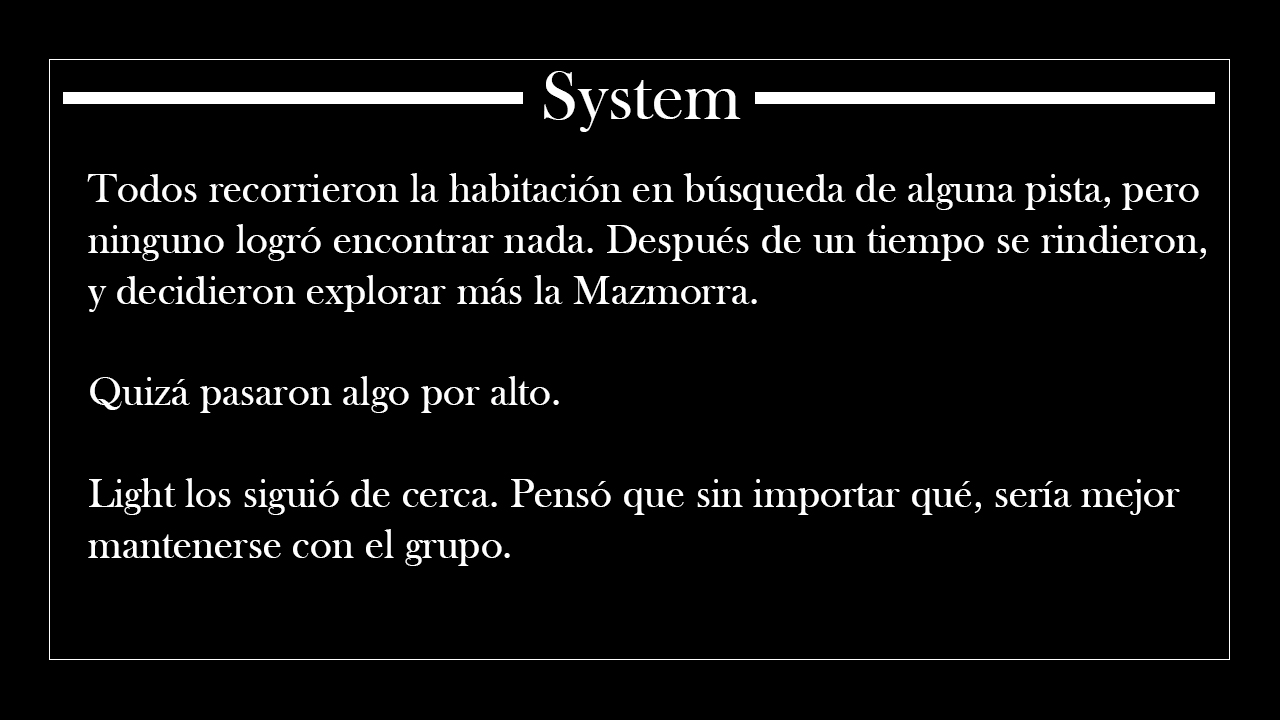 System
Todos recorrieron la habitación en búsqueda de alguna pista, pero
ninguno logró encontrar nada. Después de un tiempo se rindieron,
y decidieron explorar más la Mazmorra.
Quizá pasaron algo por alto.
Light los siguió de cerca. Pensó que sin importar qué, sería mejor
mantenerse con el grupo.